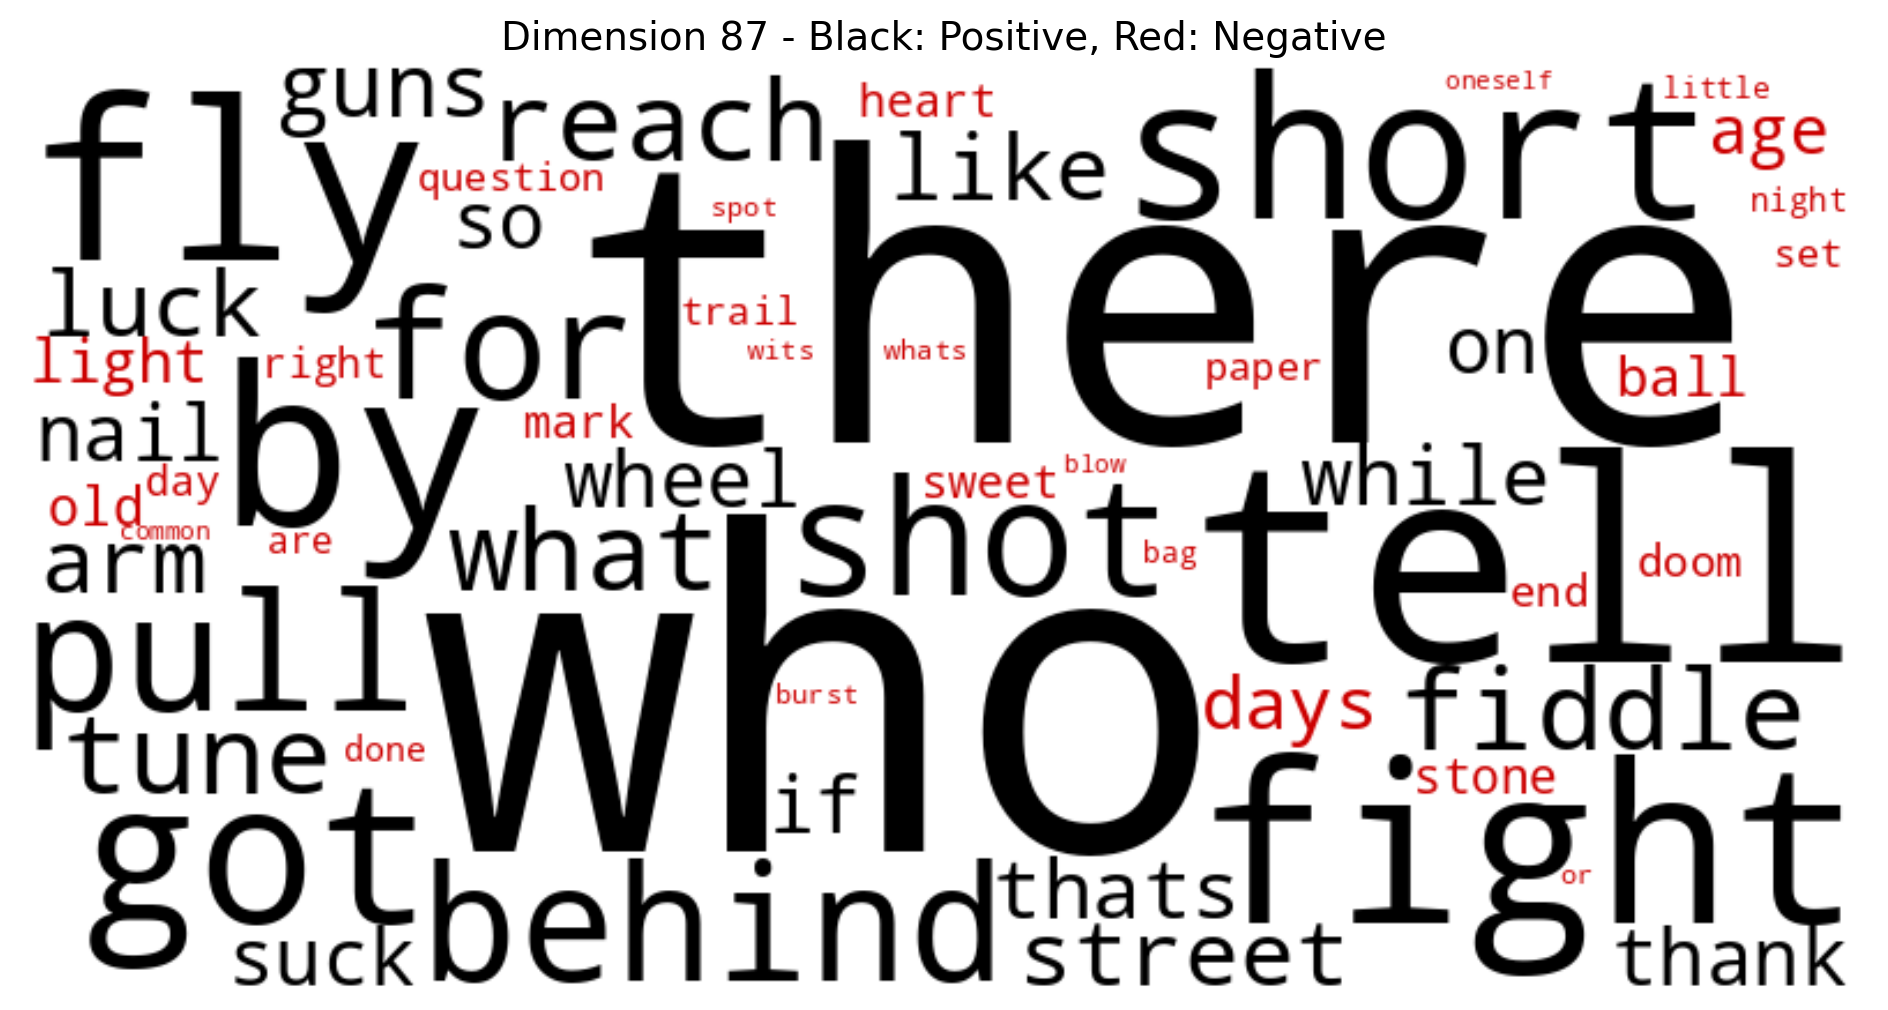 Dimension 87 - Black: Positive, Red: Negative
guns
oneself
little
fly
reach
heart
like
short
age
question
so
spot
there
night
set
luck
for
trail
on
light
right
wits
whats
paper
ball
nail
by
mark
old
day
wheel
sweet
blow
while
common
are
what
shot
bag
tell
arm
end
doom
pull
who
burst
days
fiddle
tune
done
if
fight
stone
got
behind
thats
or
suck
street
thank